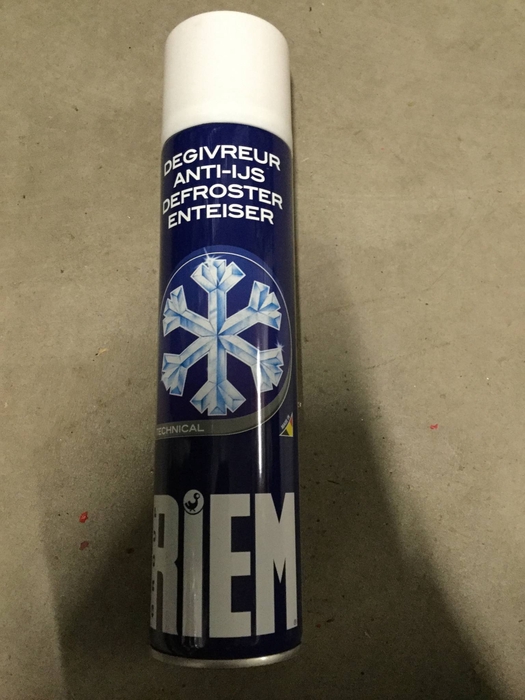 DEGIVREUR
ANTI-IJS
DEFROSTER
ENTEISER
TECHNICAL
RIEM